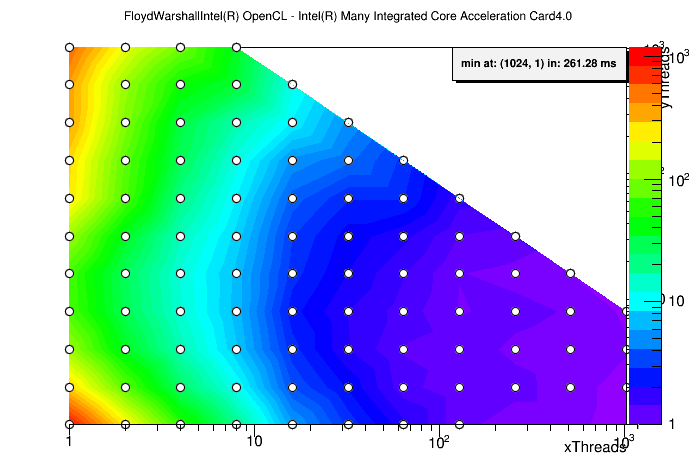 FloydWarshallIntel(R) OpenCL - Intel(R) Many Integrated Core Acceleration Card4.0
min at: (1024, 1) in: 261.28 ms
10³
10³
yThreads
10²
10
1
1
10
10²
10³
xThreads